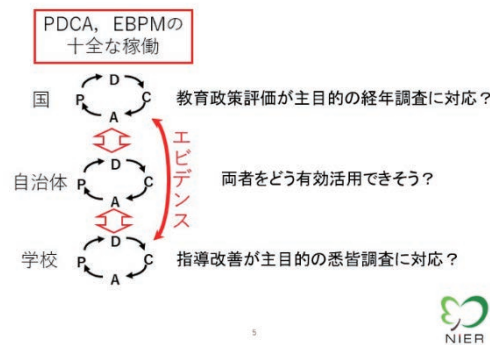 PDCA，EBPMの
十全な稼働
国
P
D
C
A
教育政策評価が主目的の経年調査に対応？
エビデンス
自治体
P
D
C
A
両者をどう有効活用できそう？
学校
P
D
C
A
指導改善が主目的の悉皆調査に対応？
5
NIER